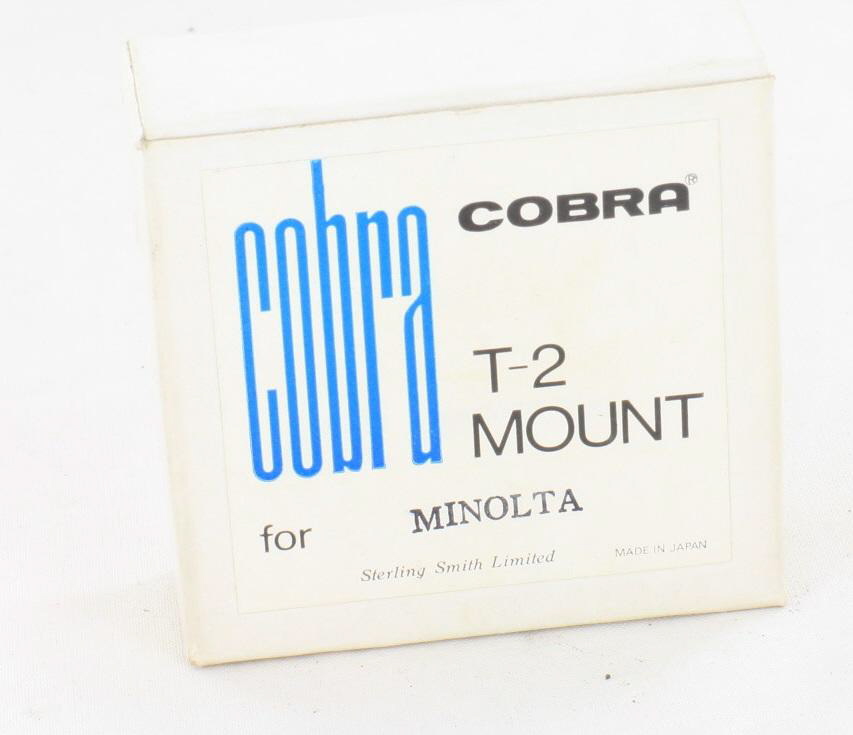 cobra
COBRA®
T-2
MOUNT
for MINOLTA
Sterling Smith Limited
MADE IN JAPAN